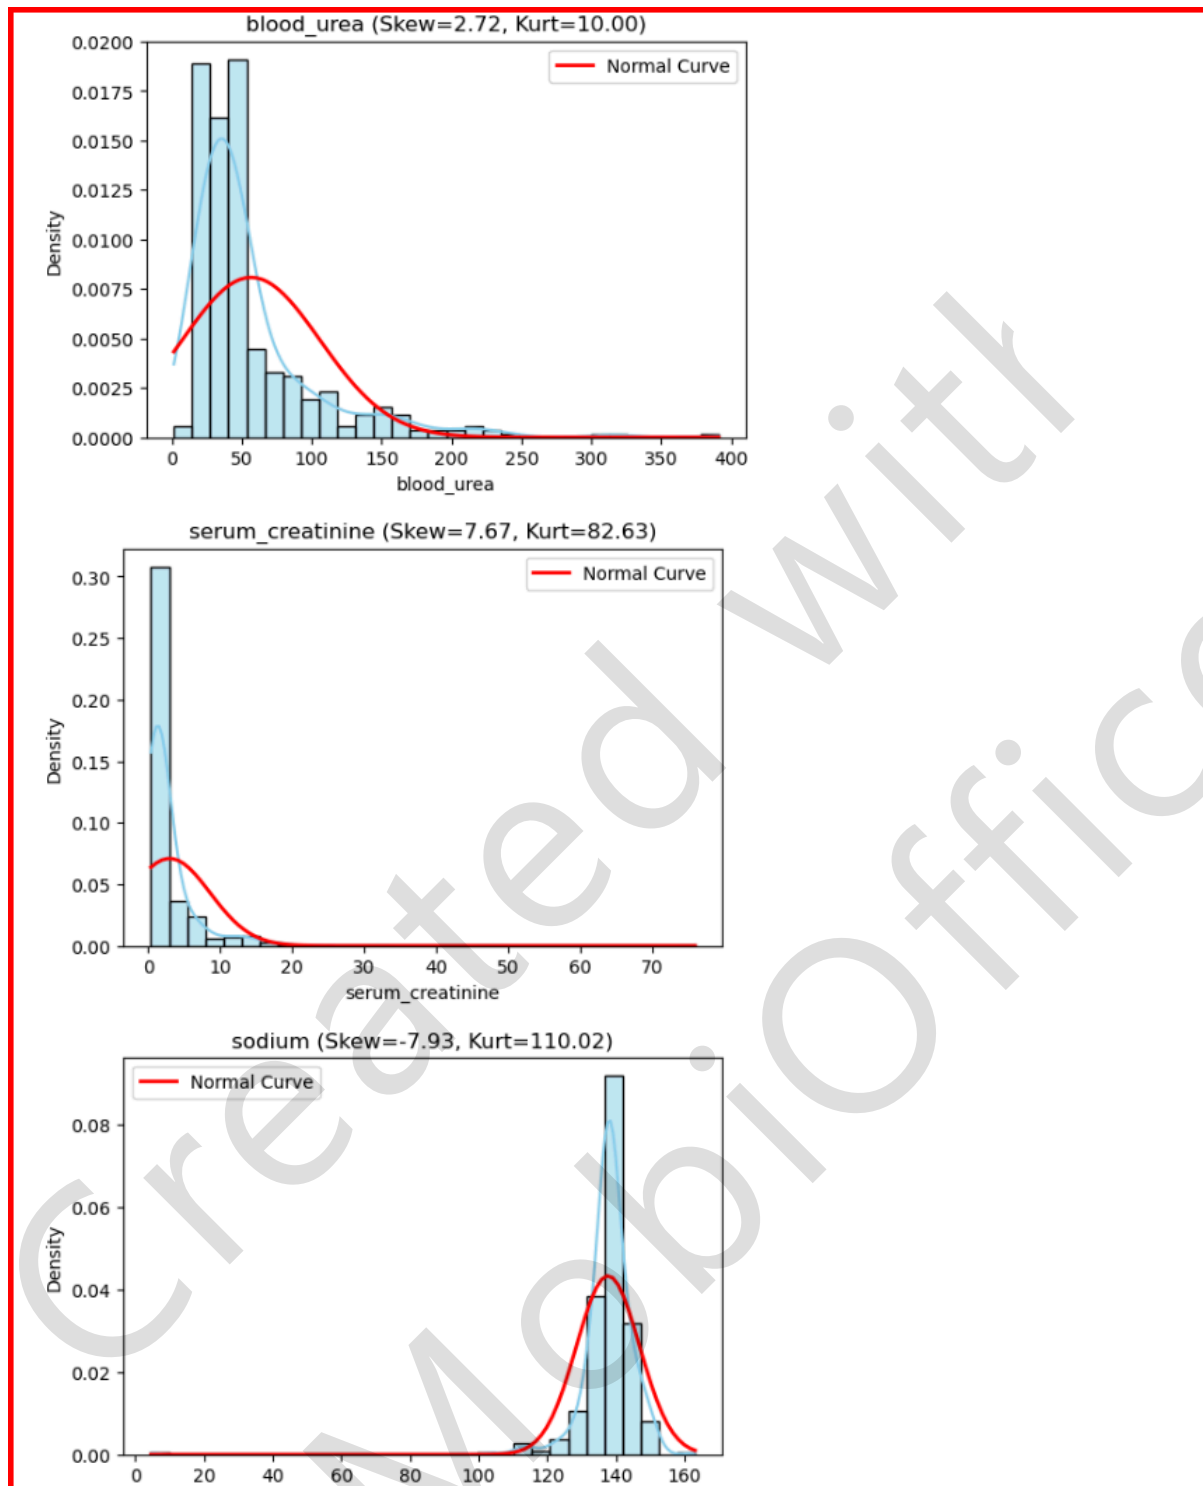 blood_urea (Skew=2.72, Kurt=10.00)
Normal Curve
0.0200
0.0175
0.0150
0.0125
0.0100
0.0075
0.0050
0.0025
0.0000
Density
0 50 100 150 200 250 300 350 400
blood_urea
serum_creatinine (Skew=7.67, Kurt=82.63)
Normal Curve
0.30
0.25
0.20
0.15
0.10
0.05
0.00
Density
0 10 20 30 40 50 60 70
serum_creatinine
sodium (Skew=-7.93, Kurt=110.02)
Normal Curve
0.08
0.06
0.04
0.02
0.00
Density
0 20 40 60 80 100 120 140 160
Created with
MobiOffice